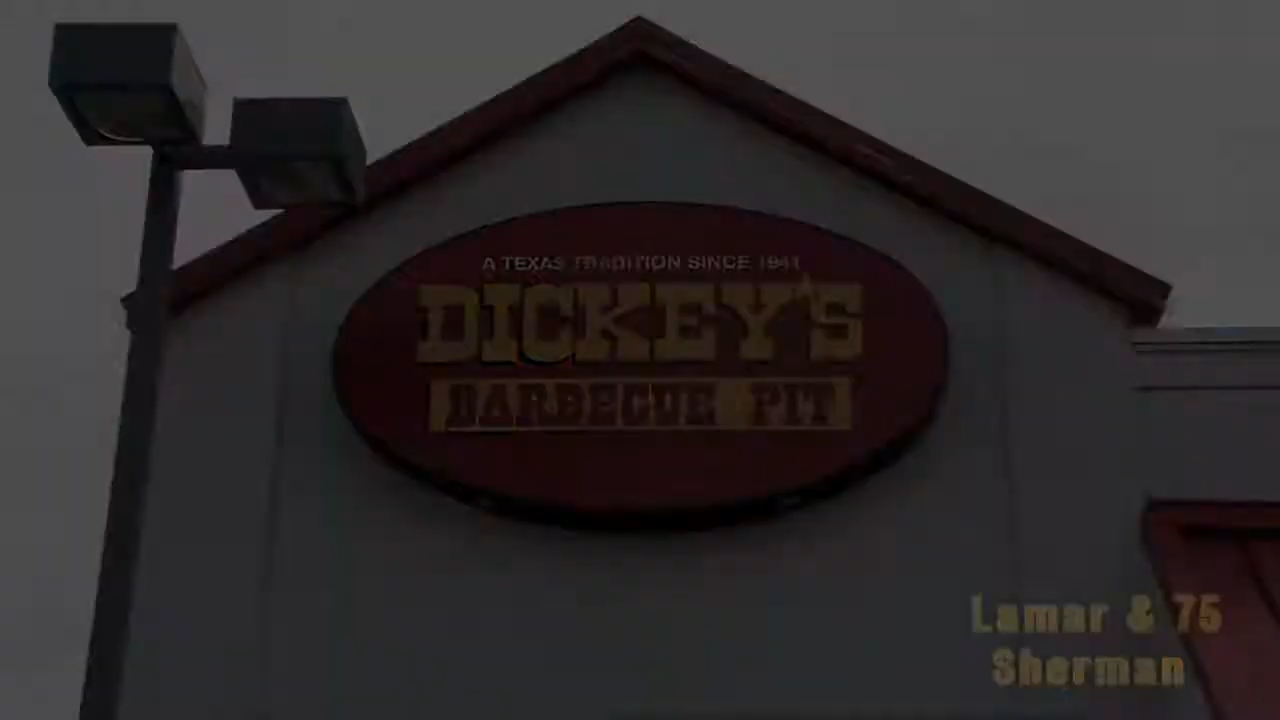 A TEXAS TRADITION SINCE 1941
DICKEY'S
BARBECUE PIT
Lamar & 75
Sherman